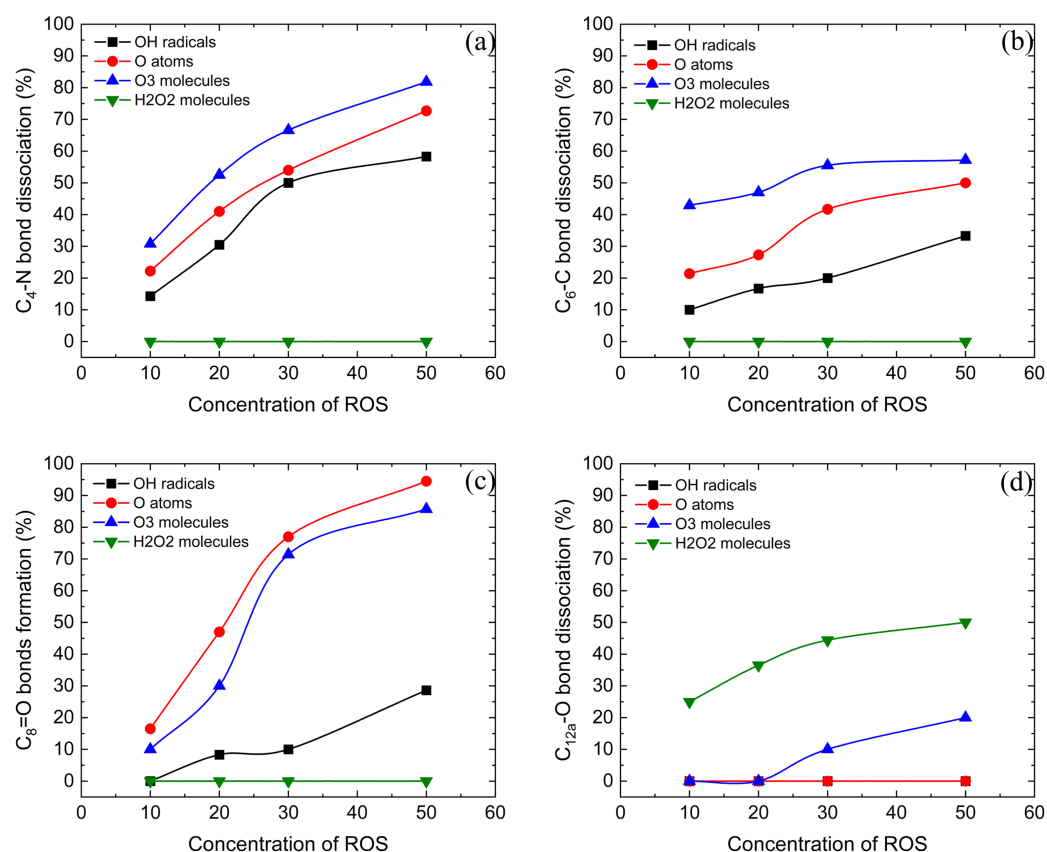 (a)
OH radicals
O atoms
O3 molecules
H2O2 molecules
C4-N bond dissociation (%)
100
90
80
70
60
50
40
30
20
10
0
0 10 20 30 40 50 60
Concentration of ROS
(b)
OH radicals
O atoms
O3 molecules
H2O2 molecules
C6-C bond dissociation (%)
100
90
80
70
60
50
40
30
20
10
0
0 10 20 30 40 50 60
Concentration of ROS
(c)
OH radicals
O atoms
O3 molecules
H2O2 molecules
C8=O bonds formation (%)
100
90
80
70
60
50
40
30
20
10
0
0 10 20 30 40 50 60
Concentration of ROS
(d)
OH radicals
O atoms
O3 molecules
H2O2 molecules
C12a-O bond dissociation (%)
100
90
80
70
60
50
40
30
20
10
0
0 10 20 30 40 50 60
Concentration of ROS